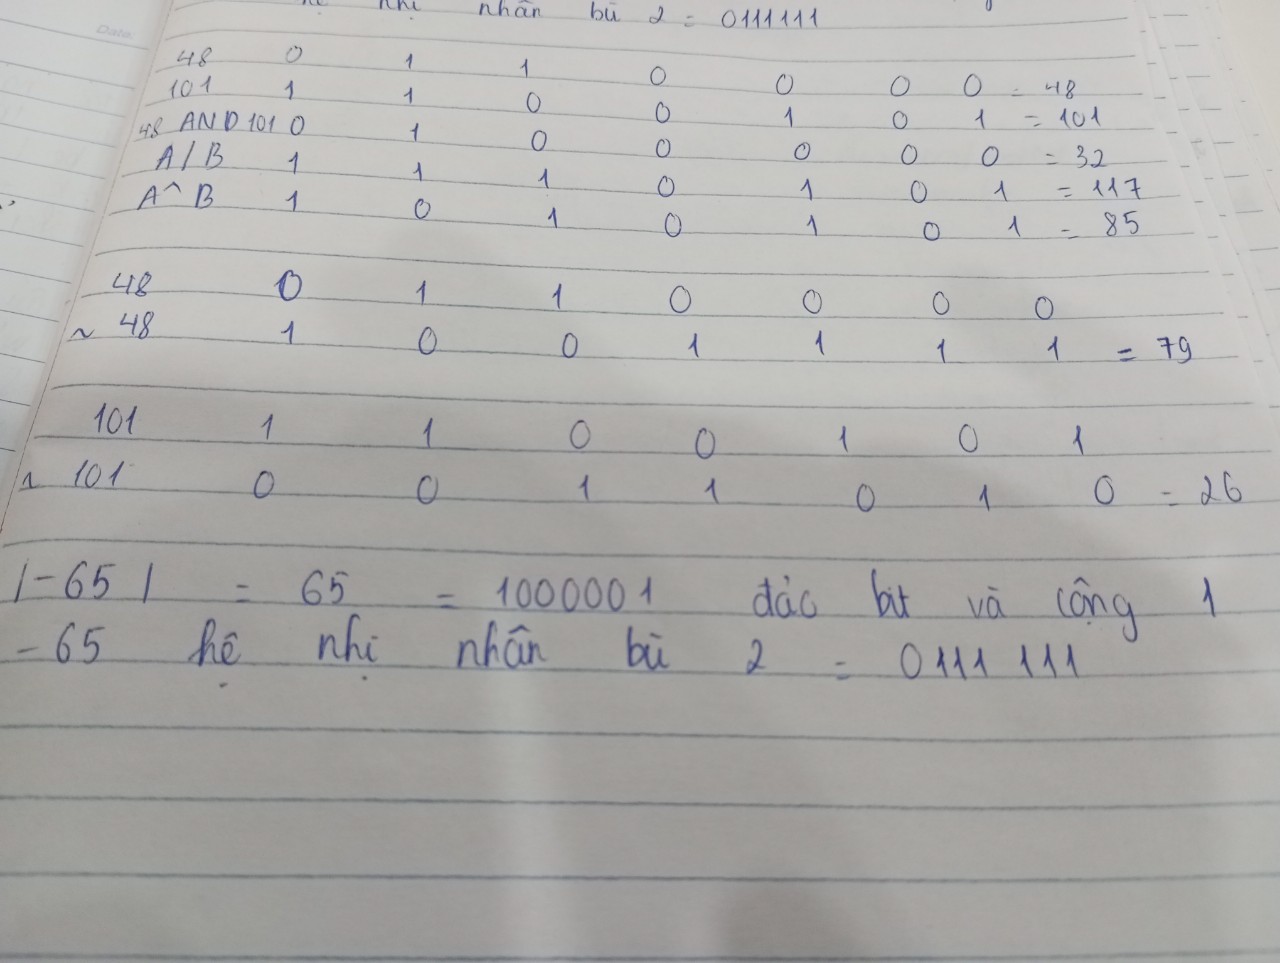 nhị nhân bù 2 = 0111111
Date.
48 0 1 1 0 0 0 0 = 48
101 1 1 0 0 1 0 1 = 101
48 AND 101 0 1 0 0 0 0 0 = 32
A/B 1 1 1 0 1 0 1 = 117
A^B 1 0 1 0 1 0 1 = 85
48 0 1 1 0 0 0 0
~ 48 1 0 0 1 1 1 1 = 79
101 1 1 0 0 1 0 1
~ 101 0 0 1 1 0 1 0 = 26
|-65| = 65 = 1000001 đảo bit và cộng 1
-65 hệ nhị nhân bù 2 = 0111111